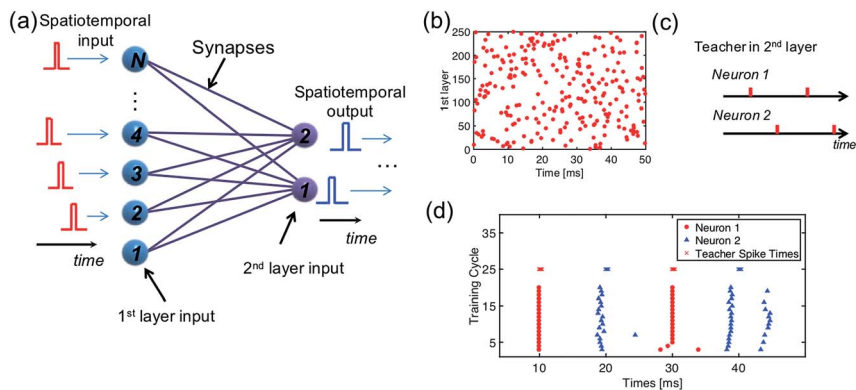 (a)
Spatiotemporal
input
N
Synapses
...
Spatiotemporal
output
4
3
2
1
2
1
...
time
time
2nd layer input
1st layer input
(b)
1st layer
250
200
150
100
50
0
0 10 20 30 40 50
Time [ms]
(c)
Teacher in 2nd layer
Neuron 1
Neuron 2
time
(d)
Training Cycle
35
25
15
5
Neuron 1
Neuron 2
Teacher Spike Times
10 20 30 40
Times [ms]